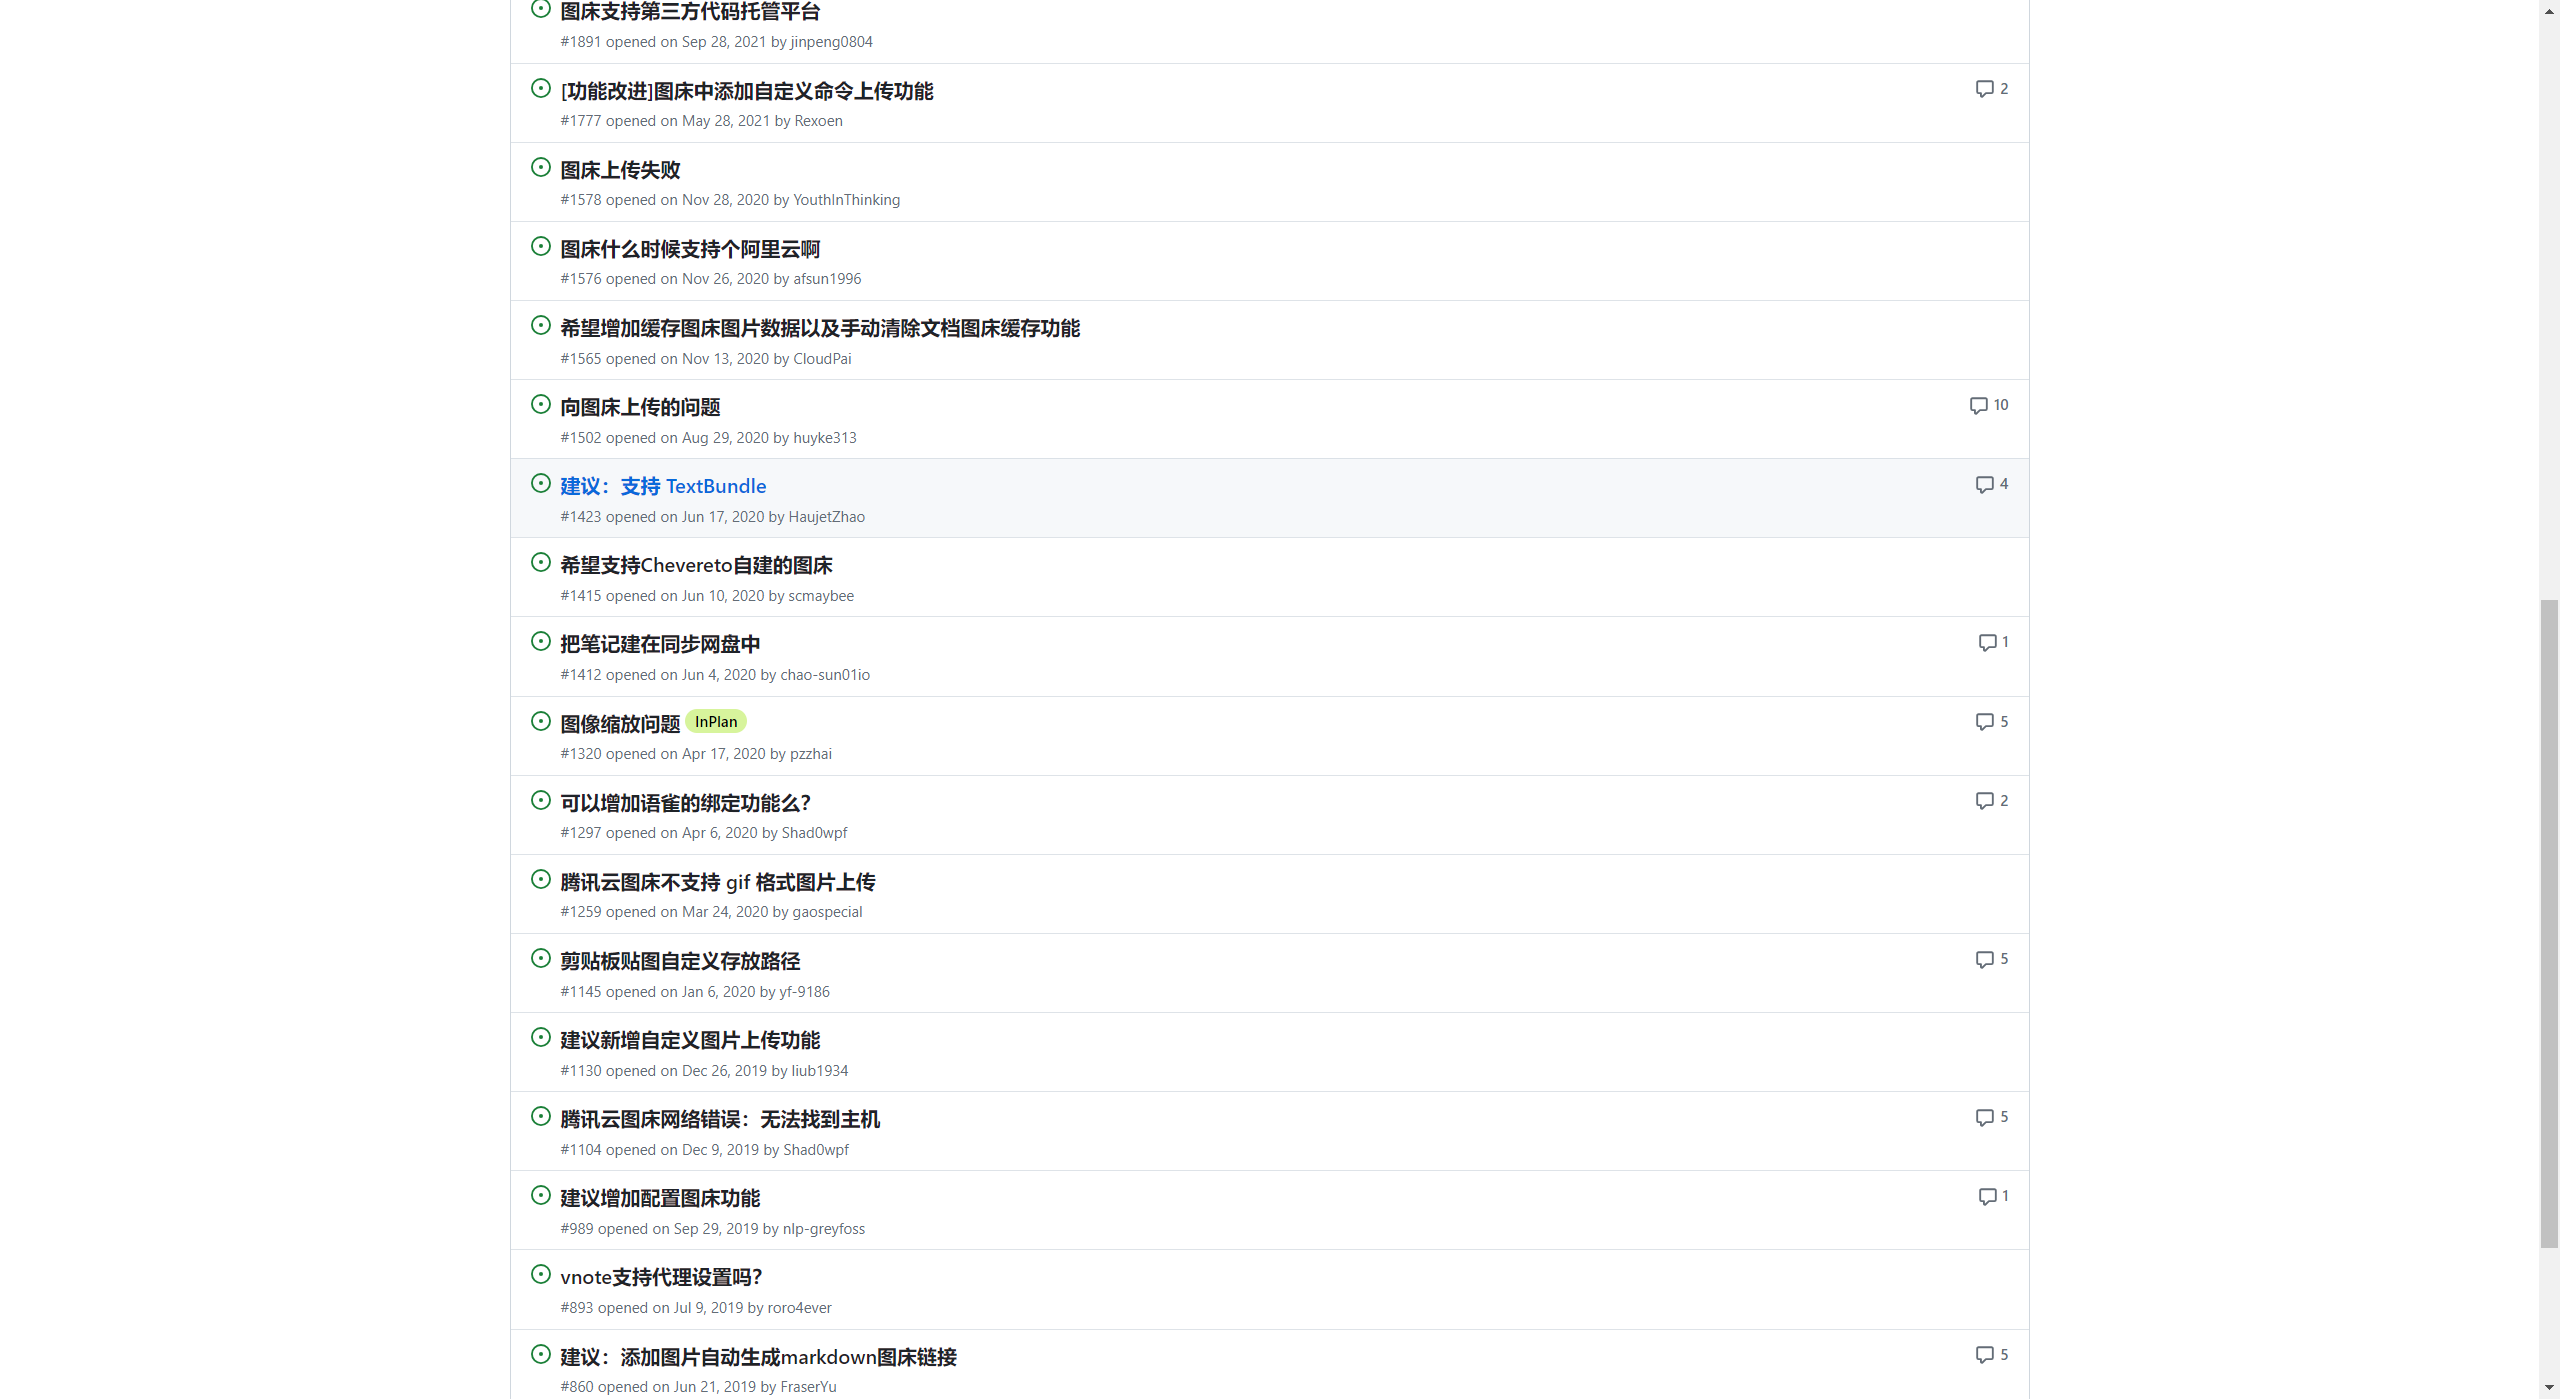 图床支持第三方代码托管平台
#1891 opened on Sep 28, 2021 by jinpeng0804
[功能改进]图床中添加自定义命令上传功能
2
#1777 opened on May 28, 2021 by Rexoen
图床上传失败
#1578 opened on Nov 28, 2020 by YouthInThinking
图床什么时候支持个阿里云啊
#1576 opened on Nov 26, 2020 by afsun1996
希望增加缓存图床图片数据以及手动清除文档图床缓存功能
#1565 opened on Nov 13, 2020 by CloudPai
向图床上传的问题
10
#1502 opened on Aug 29, 2020 by huyke313
建议：支持 TextBundle
4
#1423 opened on Jun 17, 2020 by HaujetZhao
希望支持Chevereto自建的图床
#1415 opened on Jun 10, 2020 by scmaybee
把笔记建在同步网盘中
1
#1412 opened on Jun 4, 2020 by chao-sun01io
图像缩放问题 InPlan
5
#1320 opened on Apr 17, 2020 by pzzhai
可以增加语雀的绑定功能么？
2
#1297 opened on Apr 6, 2020 by Shad0wpf
腾讯云图床不支持 gif 格式图片上传
#1259 opened on Mar 24, 2020 by gaospecial
剪贴板贴图自定义存放路径
5
#1145 opened on Jan 6, 2020 by yf-9186
建议新增自定义图片上传功能
#1130 opened on Dec 26, 2019 by liub1934
腾讯云图床网络错误：无法找到主机
5
#1104 opened on Dec 9, 2019 by Shad0wpf
建议增加配置图床功能
1
#989 opened on Sep 29, 2019 by nlp-greyfoss
vnote支持代理设置吗？
#893 opened on Jul 9, 2019 by roro4ever
建议：添加图片自动生成markdown图床链接
5
#860 opened on Jun 21, 2019 by FraserYu